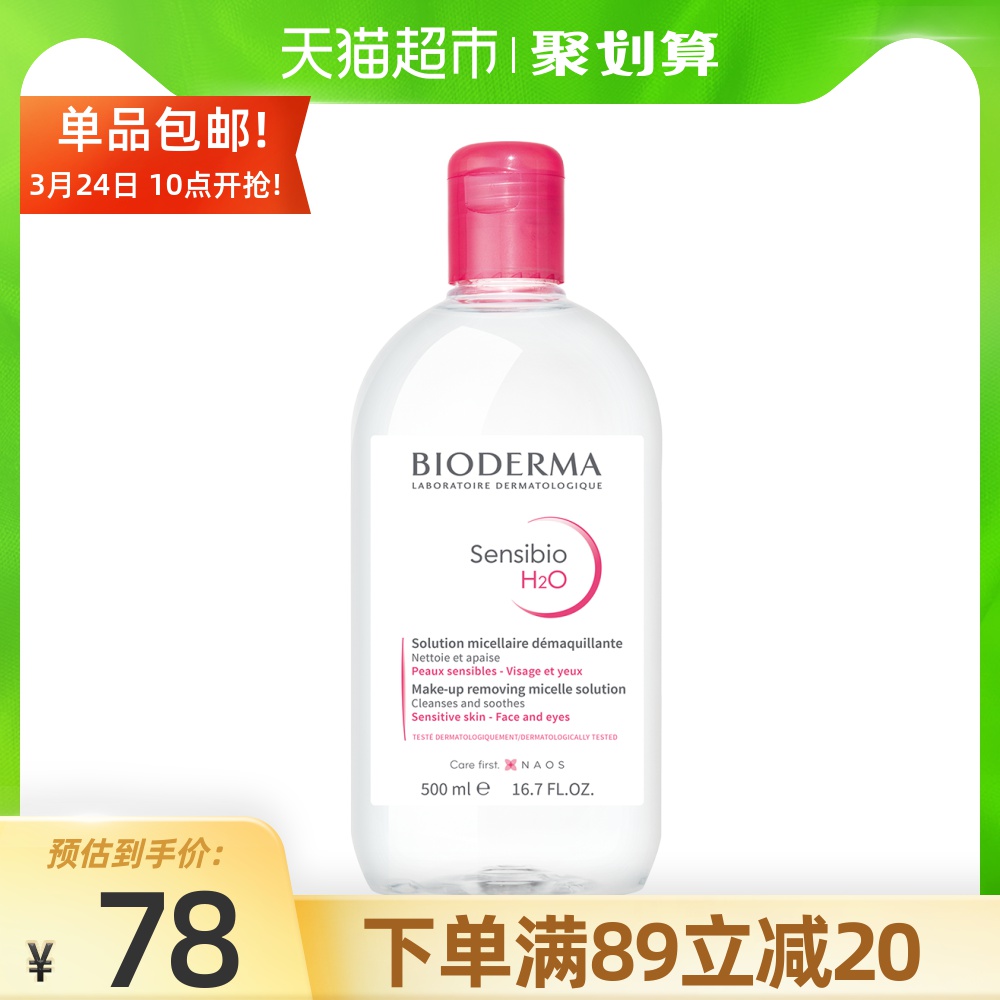 天猫超市 | 聚划算
单品包邮!
3月24日 10点开抢!
BIODERMA
LABORATOIRE DERMATOLOGIQUE
Sensibio
H2O
Solution micellaire démaquillante
Nettoie et apaise
Peaux sensibles - Visage et yeux
Make-up removing micelle solution
Cleanses and soothes
Sensitive skin - Face and eyes
TESTÉ DERMATOLOGIQUEMENT/DERMATOLOGICALLY TESTED
Care first. NAOS
500 ml ℮ 16.7 FL.OZ.
预估到手价:
¥78
下单满89立减20